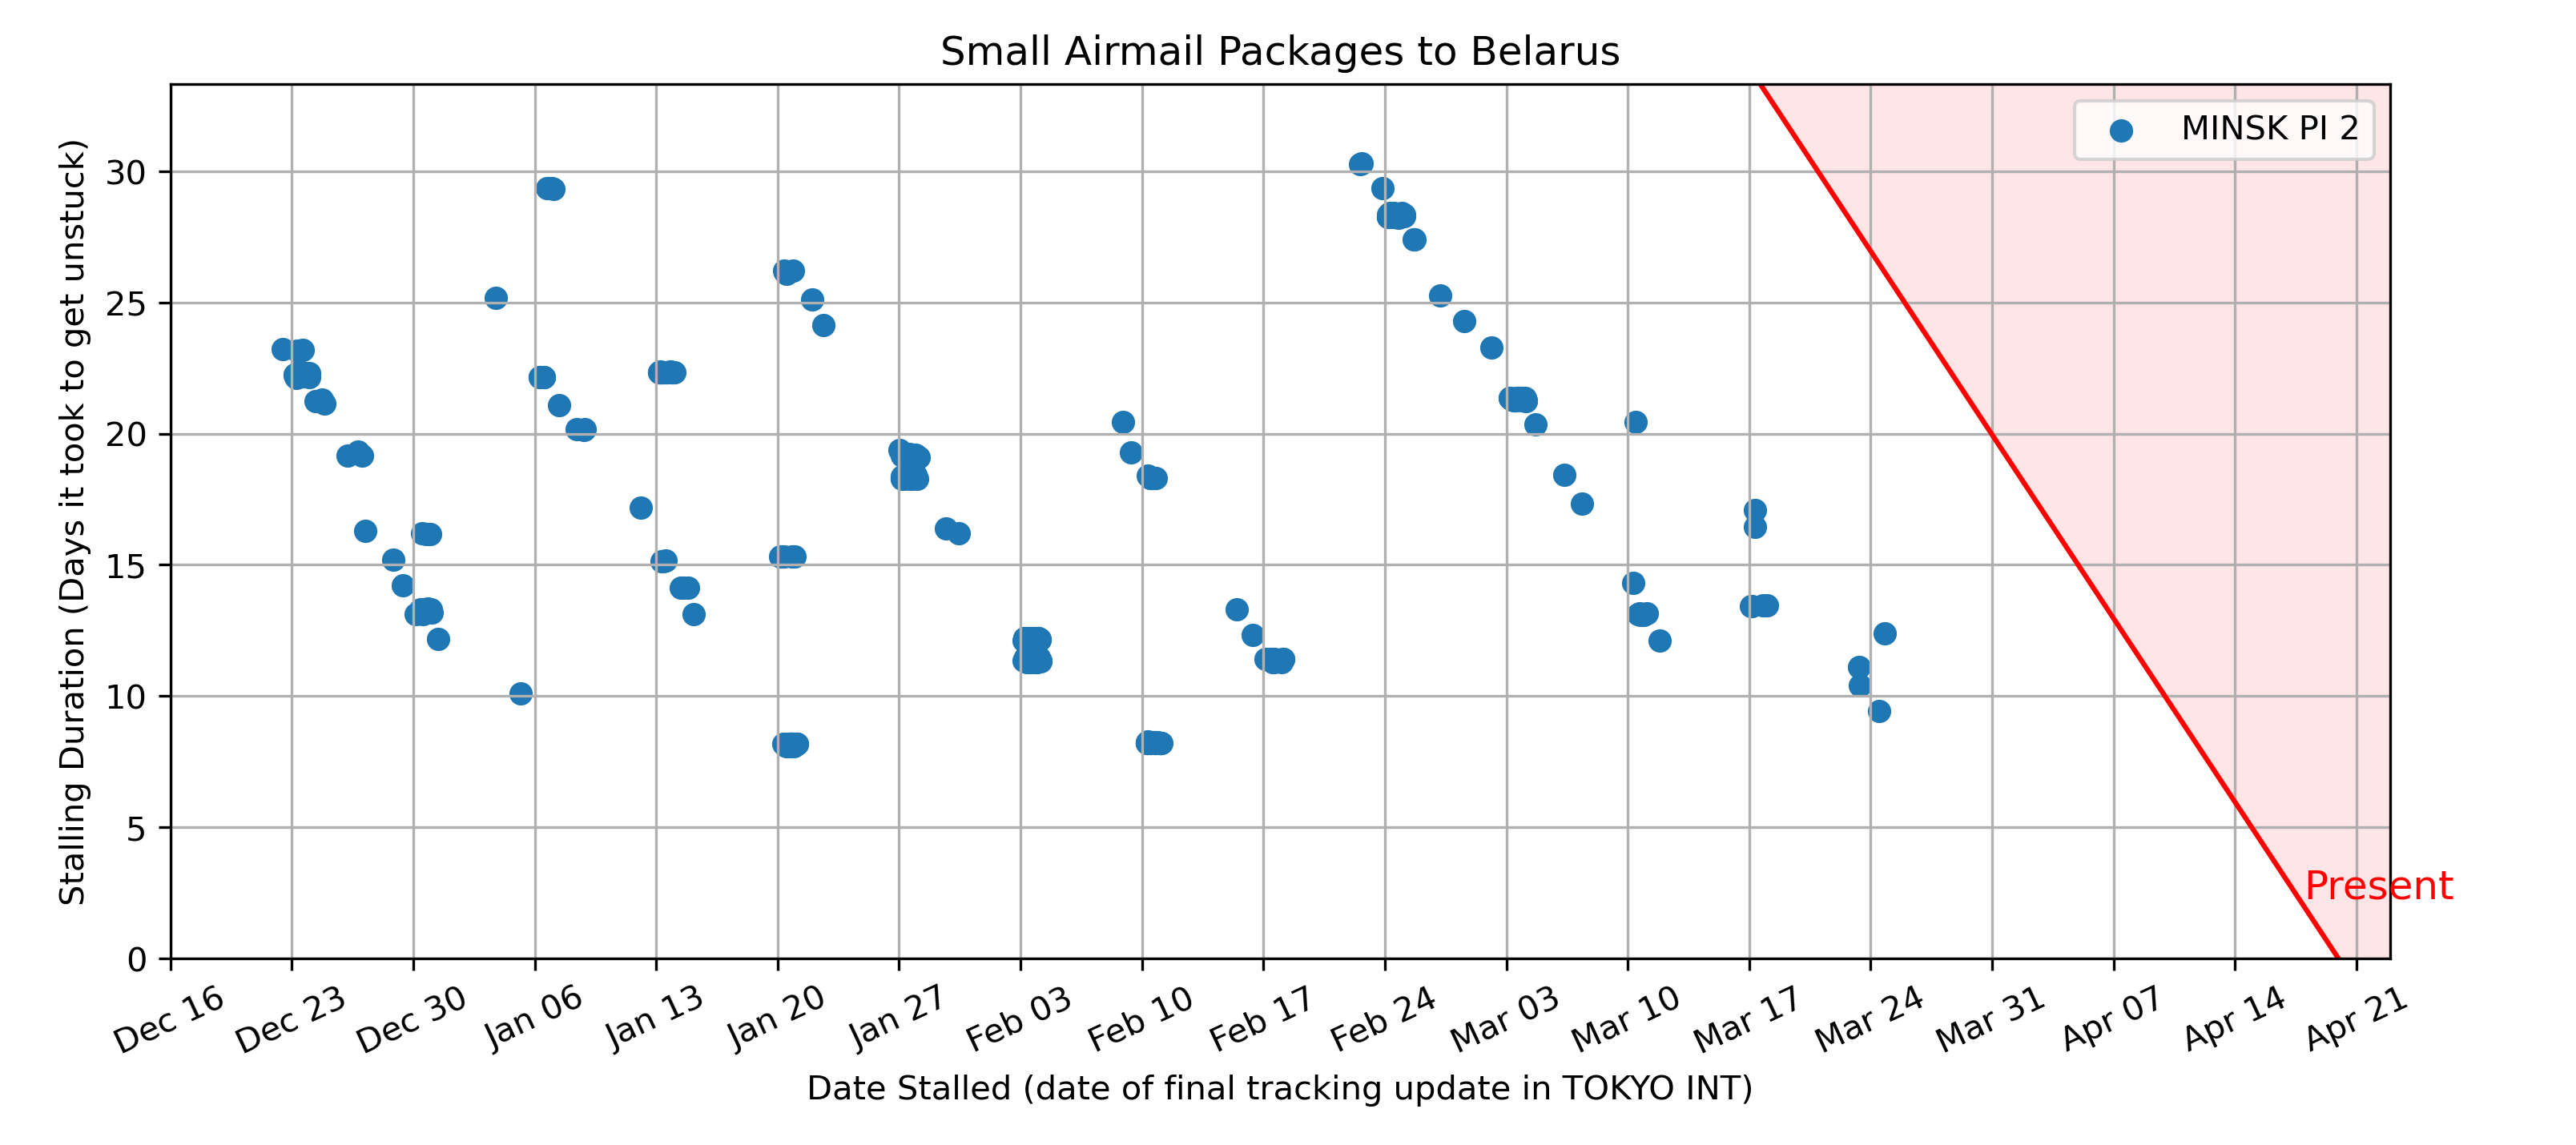 Small Airmail Packages to Belarus
MINSK PI 2
Stalling Duration (Days it took to get unstuck)
30
25
20
15
10
5
0
Present
Dec 16 Dec 23 Dec 30 Jan 06 Jan 13 Jan 20 Jan 27 Feb 03 Feb 10 Feb 17 Feb 24 Mar 03 Mar 10 Mar 17 Mar 24 Mar 31 Apr 07 Apr 14 Apr 21
Date Stalled (date of final tracking update in TOKYO INT)